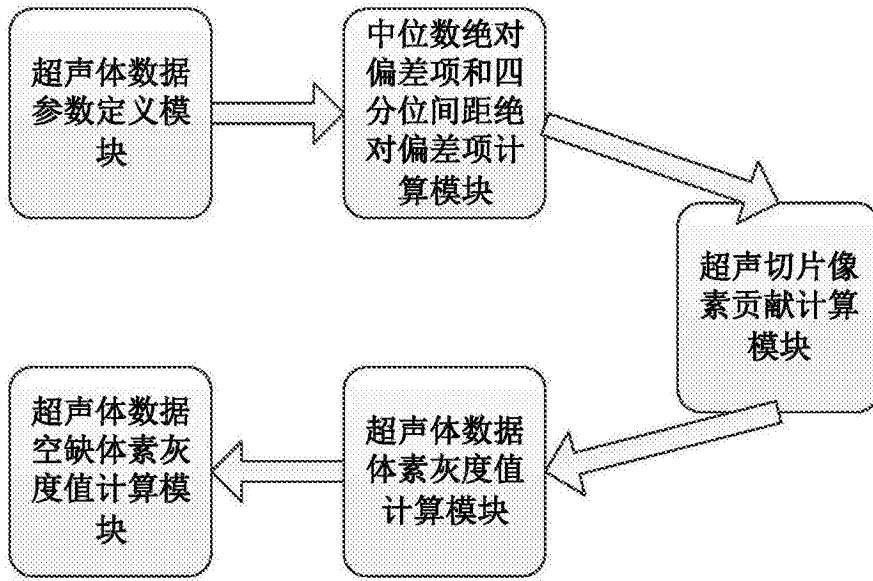 超声体数据
参数定义模
块
中位数绝对
偏差项和四
分位间距绝
对偏差项计
算模块
超声切片像
素贡献计算
模块
超声体数据
体素灰度值
计算模块
超声体数据
空缺体素灰
度值计算模
块